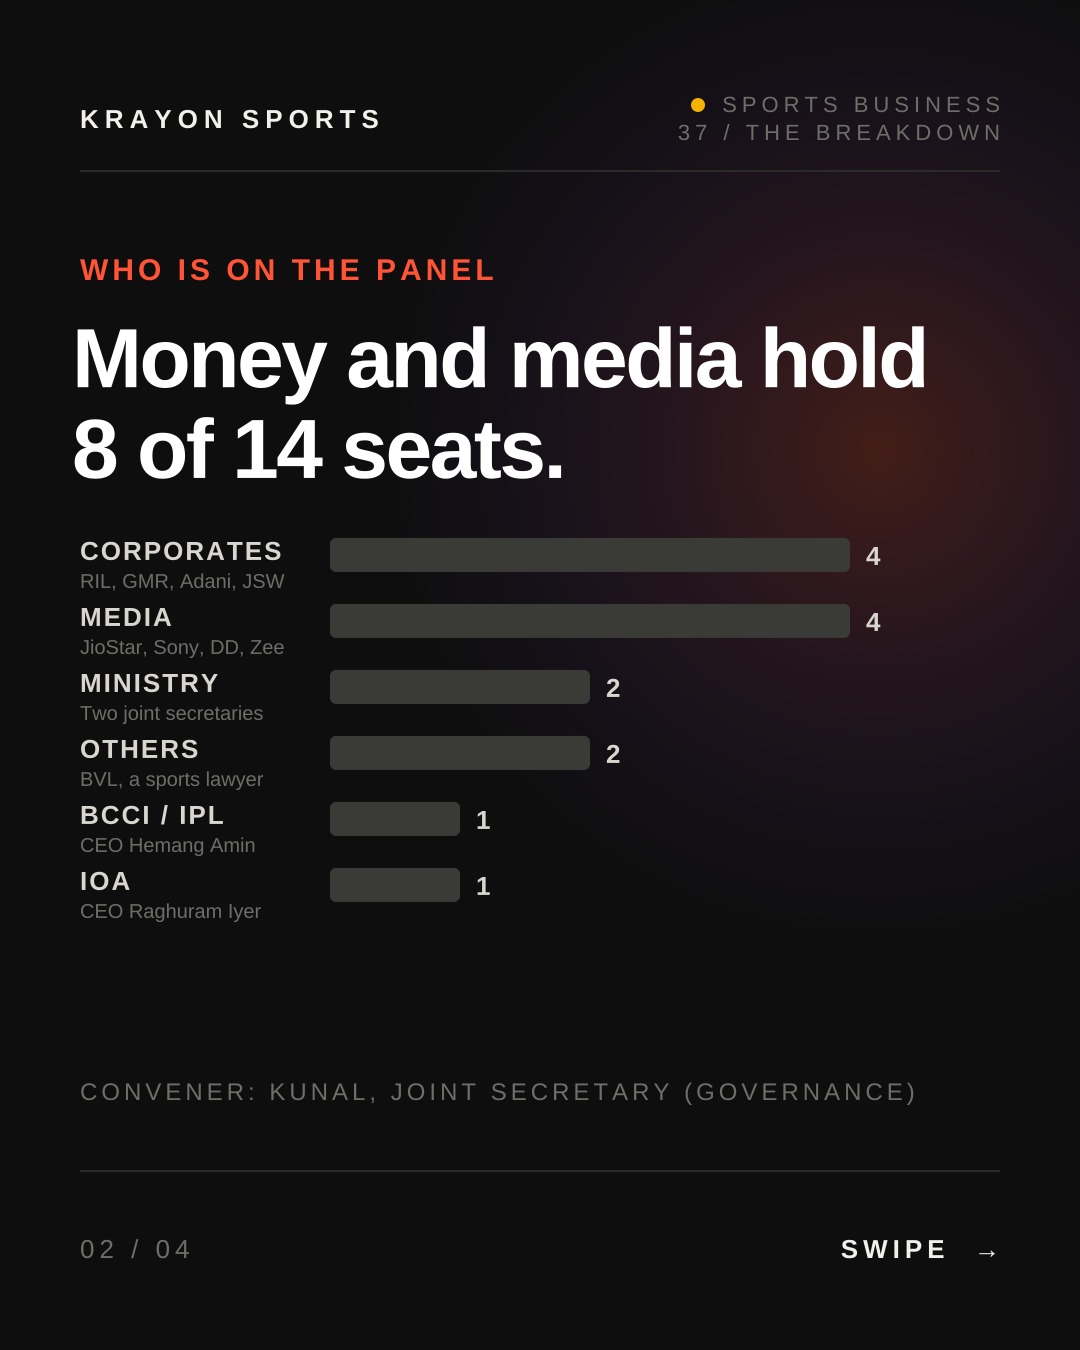 KRAYON SPORTS
SPORTS BUSINESS
37 / THE BREAKDOWN
WHO IS ON THE PANEL
Money and media hold
8 of 14 seats.
CORPORATES
4
RIL, GMR, Adani, JSW
MEDIA
4
JioStar, Sony, DD, Zee
MINISTRY
2
Two joint secretaries
OTHERS
2
BVL, a sports lawyer
BCCI / IPL
1
CEO Hemang Amin
IOA
1
CEO Raghuram Iyer
CONVENER: KUNAL, JOINT SECRETARY (GOVERNANCE)
02 / 04
SWIPE →